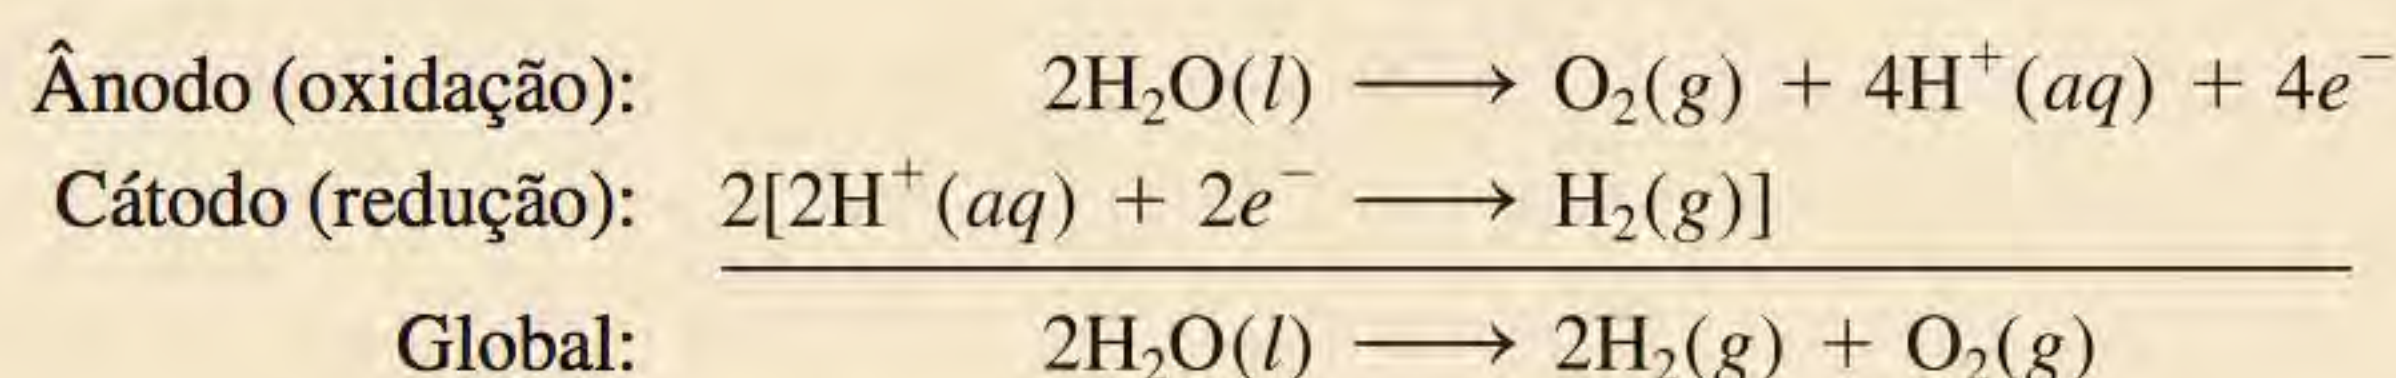 Ânodo (oxidação): 2H₂O(l) ⟶ O₂(g) + 4H⁺(aq) + 4e⁻
Cátodo (redução): 2[2H⁺(aq) + 2e⁻ ⟶ H₂(g)]
Global: 2H₂O(l) ⟶ 2H₂(g) + O₂(g)